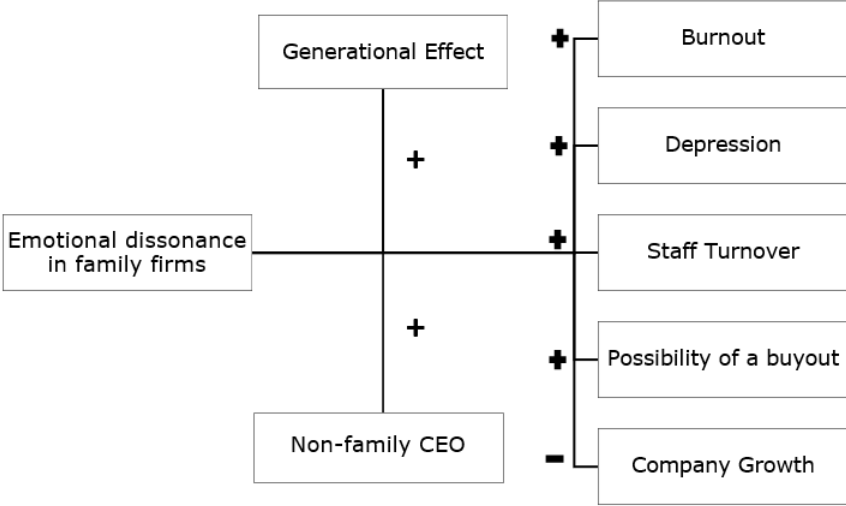 Generational Effect
Burnout
Depression
Emotional dissonance
in family firms
Staff Turnover
Possibility of a buyout
Non-family CEO
Company Growth
+
+
+
+
+
+
-